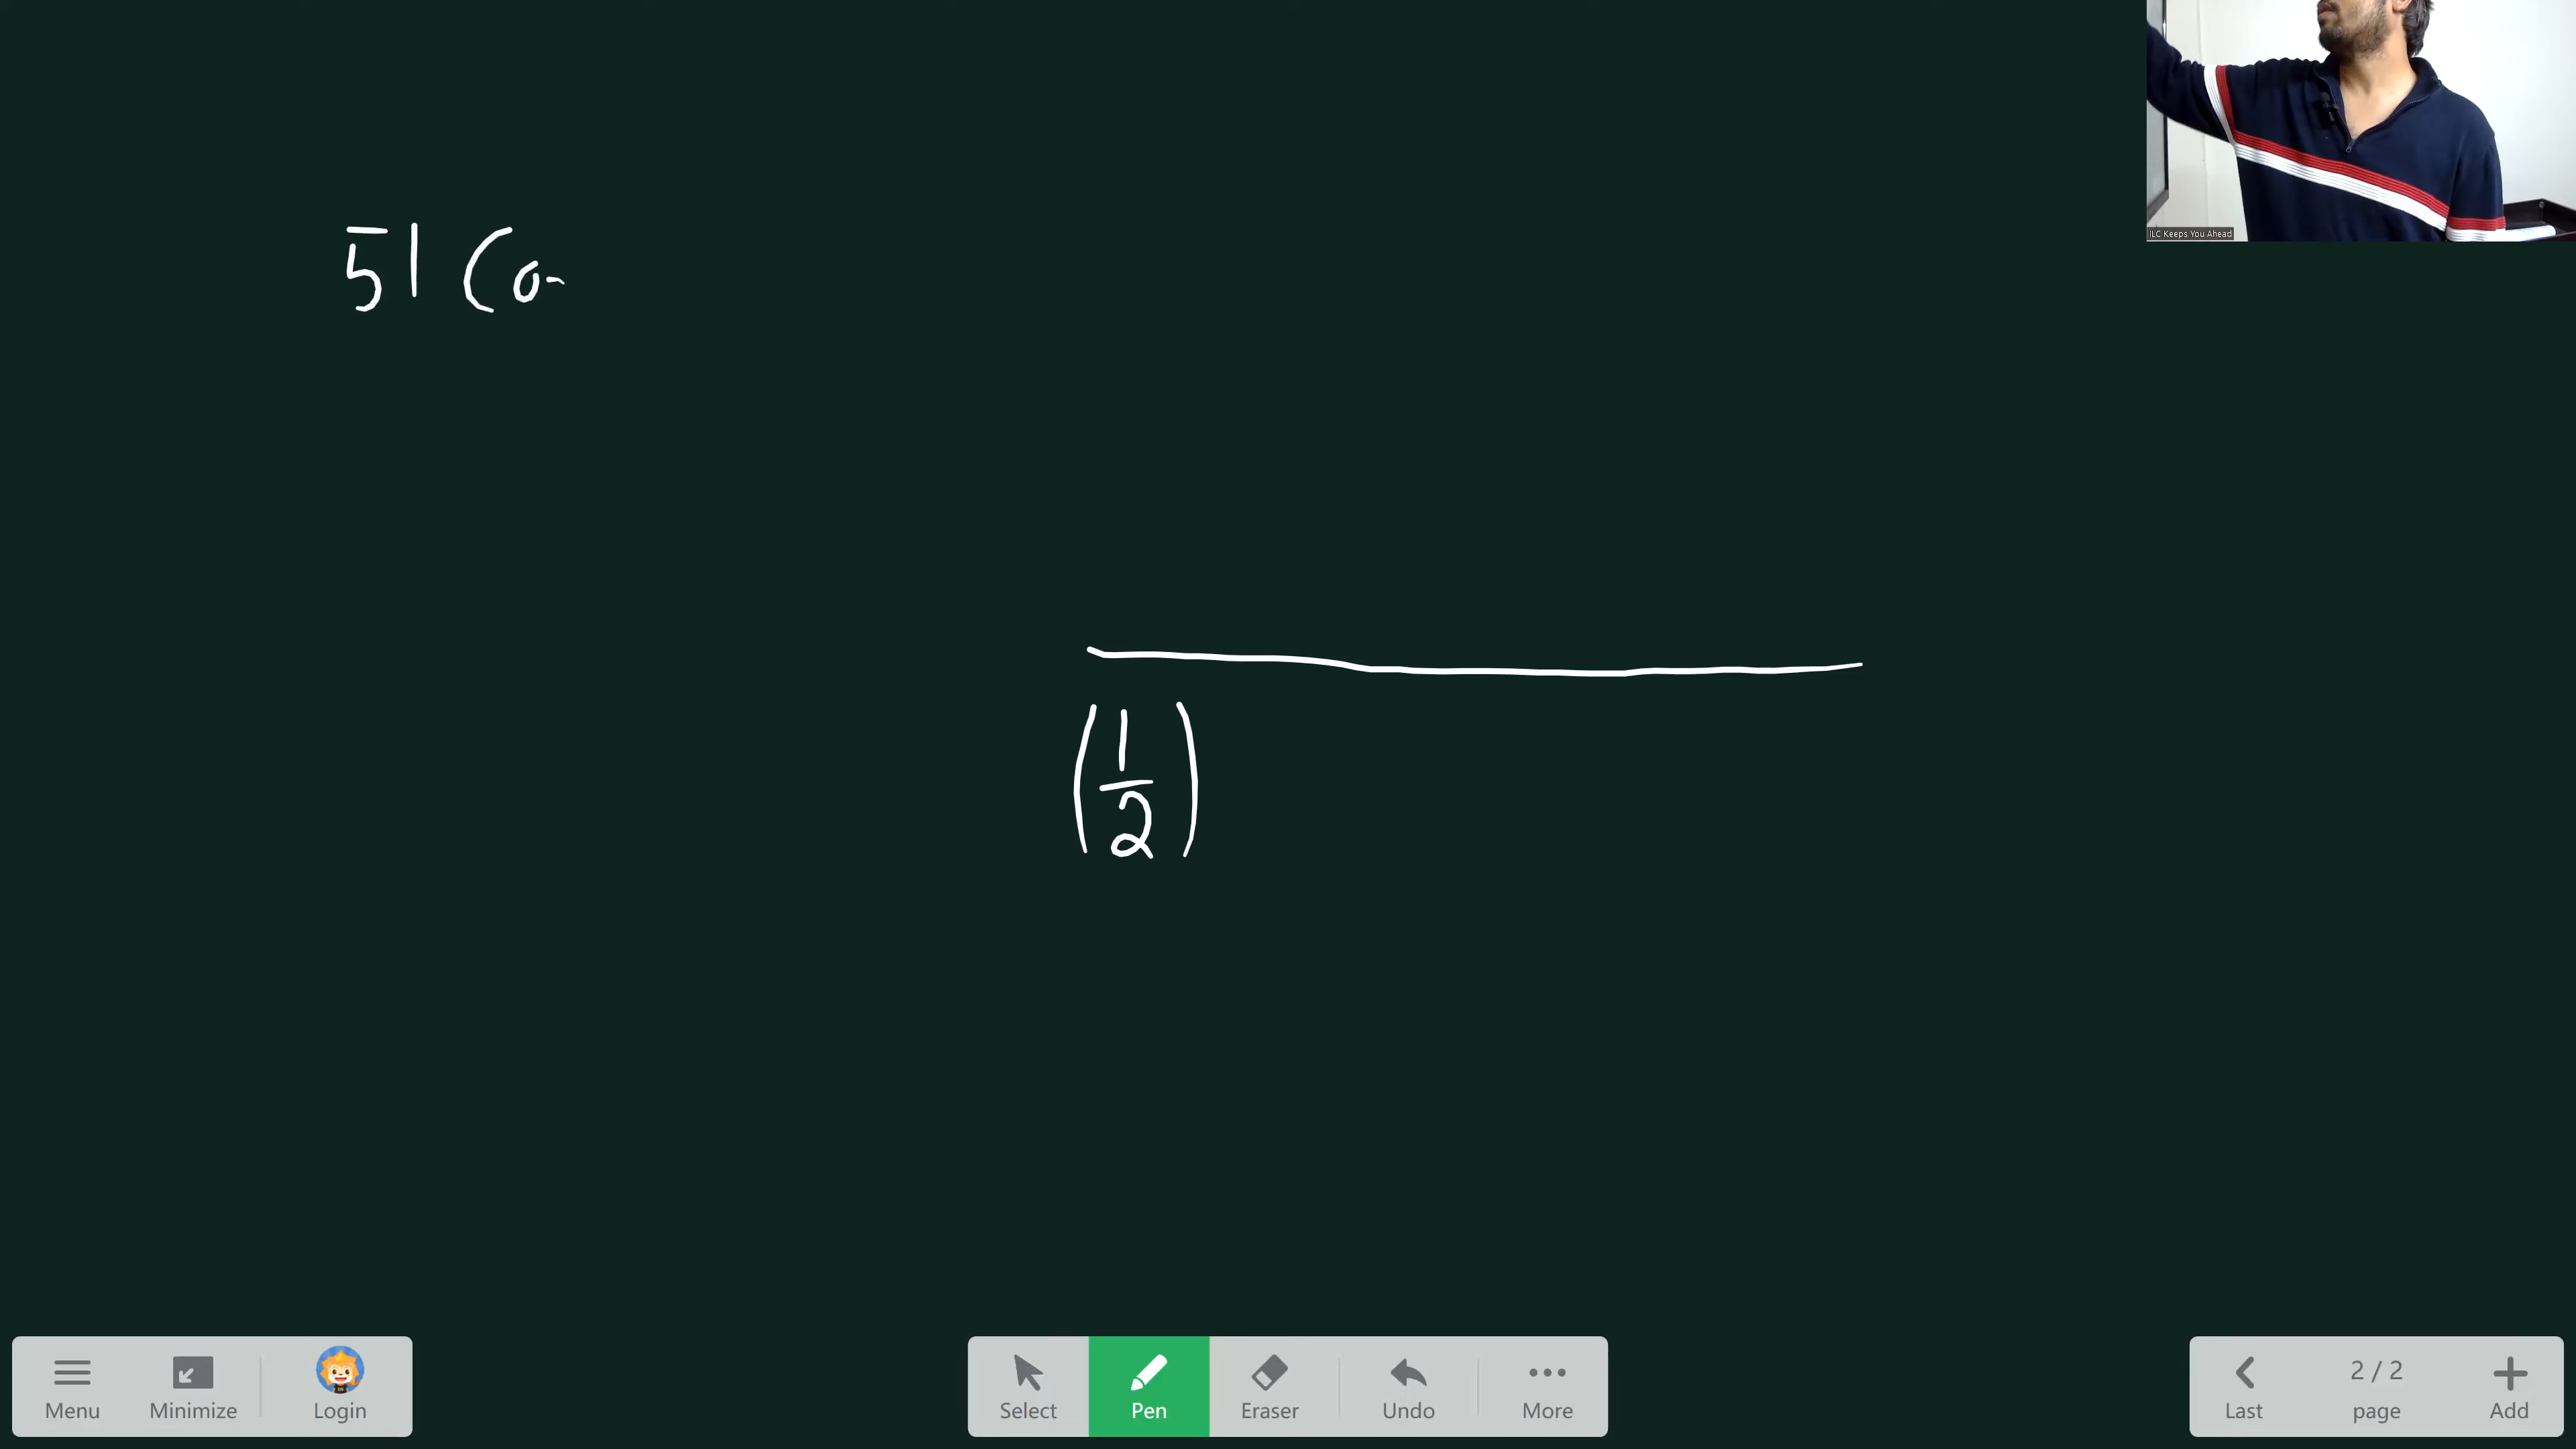 51 (o-
(1/2)
ILC Keeps You Ahead
Menu Minimize Login Select Pen Eraser Undo More Last 2 / 2 page Add